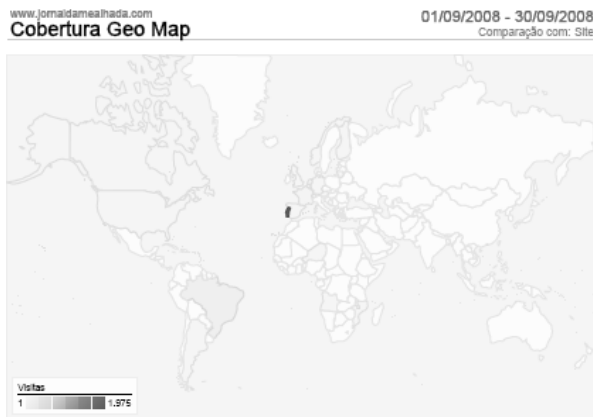 www.jornaldamealhada.com
Cobertura Geo Map
01/09/2008 - 30/09/2008
Comparação com: Site
Visitas
1 1.975